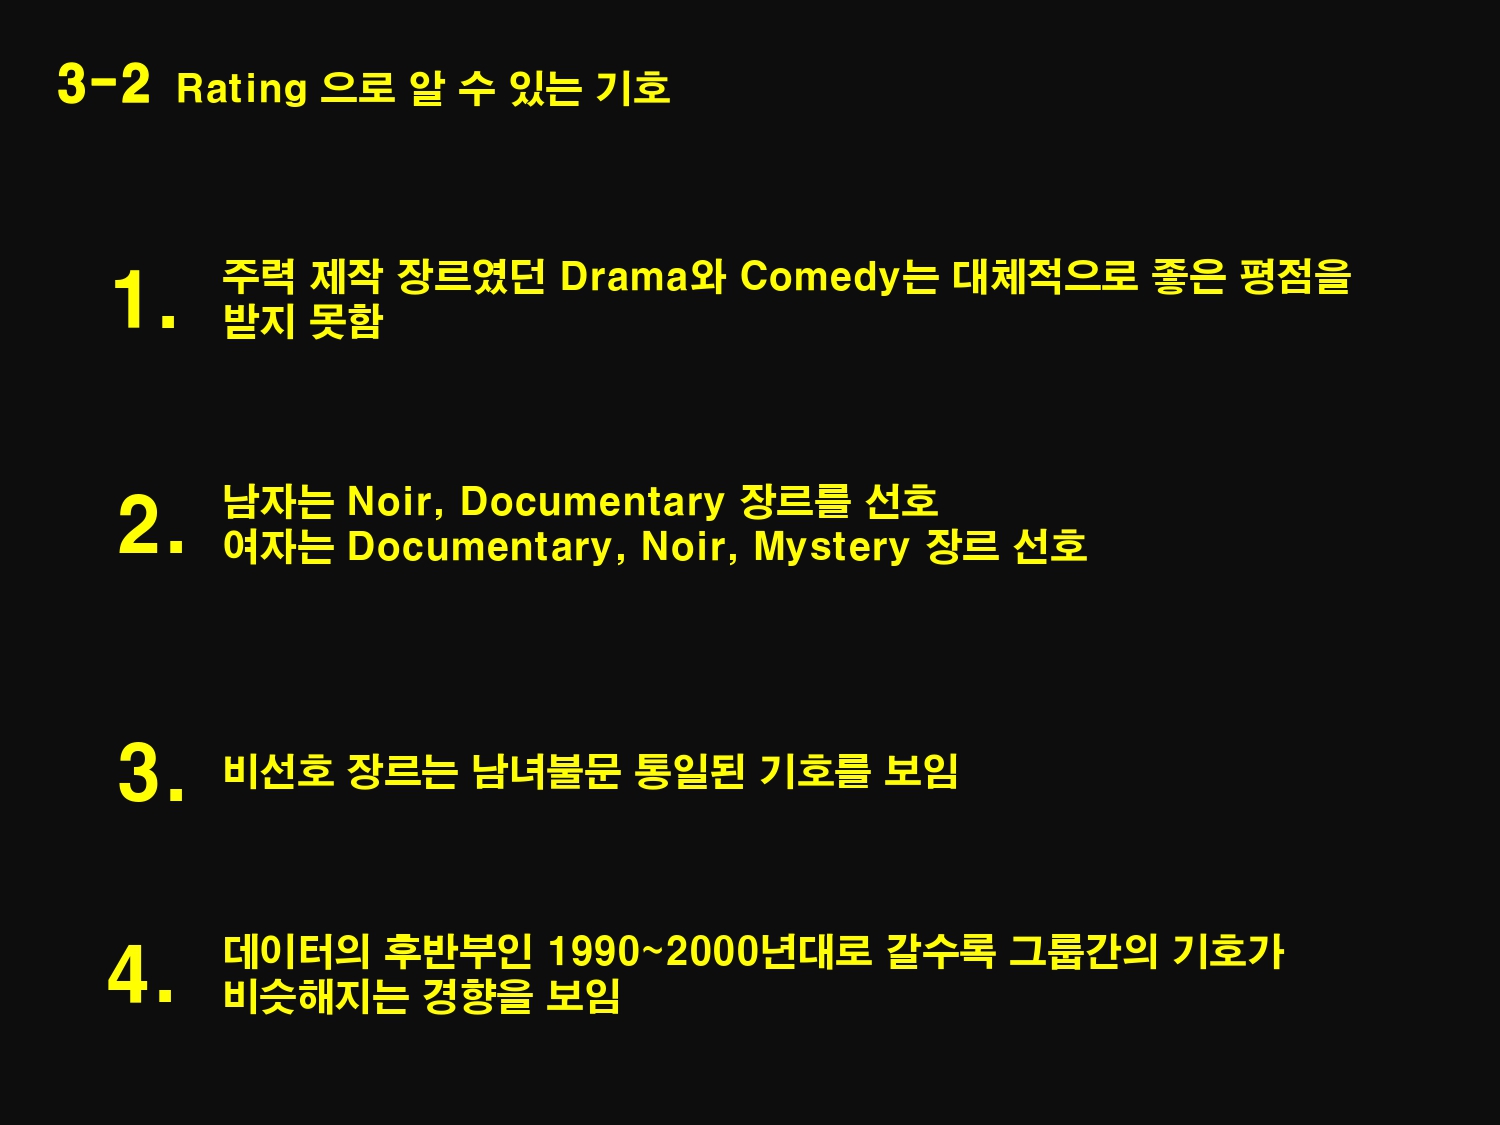 3-2 Rating 으로 알 수 있는 기호
1. 주력 제작 장르였던 Drama와 Comedy는 대체적으로 좋은 평점을
받지 못함
2. 남자는 Noir, Documentary 장르를 선호
여자는 Documentary, Noir, Mystery 장르 선호
3. 비선호 장르는 남녀불문 통일된 기호를 보임
4. 데이터의 후반부인 1990~2000년대로 갈수록 그룹간의 기호가
비슷해지는 경향을 보임